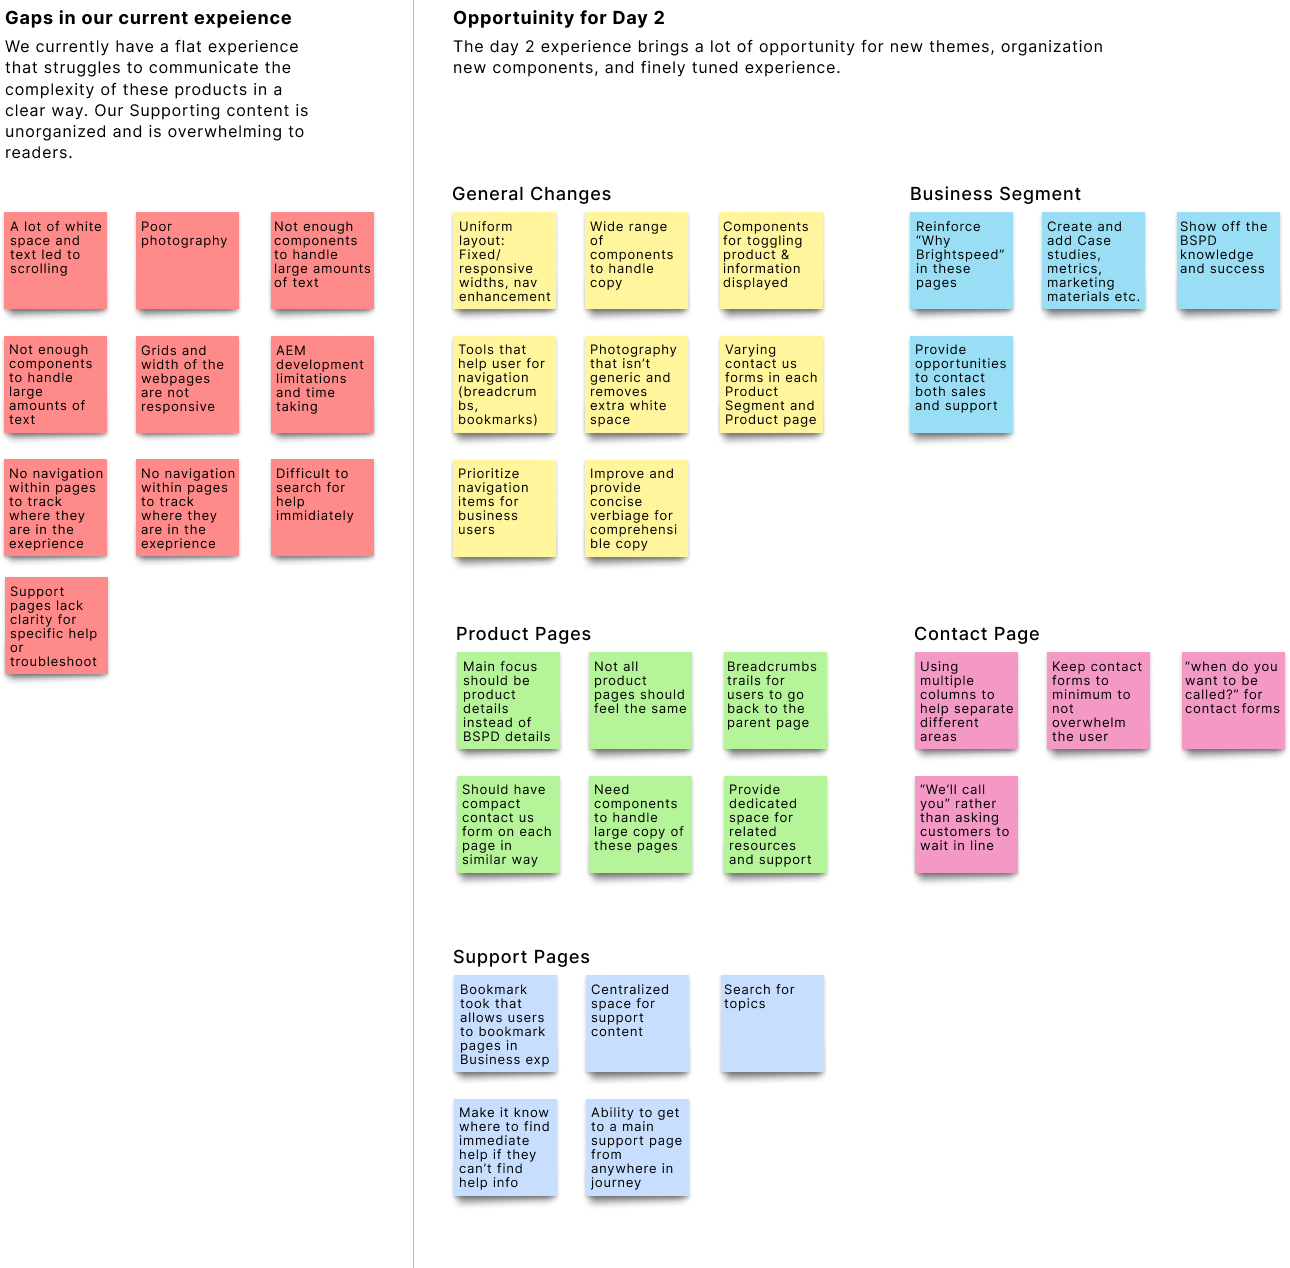 Gaps in our current expeience
We currently have a flat experience
that struggles to communicate the
complexity of these products in a
clear way. Our Supporting content is
unorganized and is overwhelming to
readers.
A lot of white
space and
text led to
scrolling
Poor
photography
Not enough
components
to handle
large amounts
of text
Not enough
components
to handle
large
amounts of
text
Grids and
width of the
webpages
are not
responsive
AEM
development
limitations
and time
taking
No navigation
within pages
to track
where they
are in the
exeprience
No navigation
within pages
to track
where they
are in the
exeprience
Difficult to
search for
help
immidiately
Support
pages lack
clarity for
specific help
or
troubleshoot
Opportuinity for Day 2
The day 2 experience brings a lot of opportunity for new themes, organization
new components, and finely tuned experience.
General Changes
Uniform
layout:
Fixed/
responsive
widths, nav
enhancement
Wide range
of
components
to handle
copy
Components
for toggling
product &
information
displayed
Tools that
help user for
navigation
(breadcrum
bs,
bookmarks)
Photography
that isn't
generic and
removes
extra white
space
Varying
contact us
forms in each
Product
Segment and
Product page
Prioritize
navigation
items for
business
users
Improve and
provide
concise
verbiage for
comprehensi
ble copy
Business Segment
Reinforce
“Why
Brightspeed”
in these
pages
Create and
add Case
studies,
metrics,
marketing
materials etc.
Show off the
BSPD
knowledge
and success
Provide
opportunities
to contact
both sales
and support
Product Pages
Main focus
should be
product
details
instead of
BSPD details
Not all
product
pages should
feel the same
Breadcrumbs
trails for
users to go
back to the
parent page
Should have
compact
contact us
form on each
page in
similar way
Need
components
to handle
large copy of
these pages
Provide
dedicated
space for
related
resources
and support
Contact Page
Using
multiple
columns to
help separate
different
areas
Keep contact
forms to
minimum to
not
overwhelm
the user
“when do you
want to be
called?” for
contact forms
“We'll call
you” rather
than asking
customers to
wait in line
Support Pages
Bookmark
took that
allows users
to bookmark
pages in
Business exp
Centralized
space for
support
content
Search for
topics
Make it know
where to find
immediate
help if they
can't find
help info
Ability to get
to a main
support page
from
anywhere in
journey